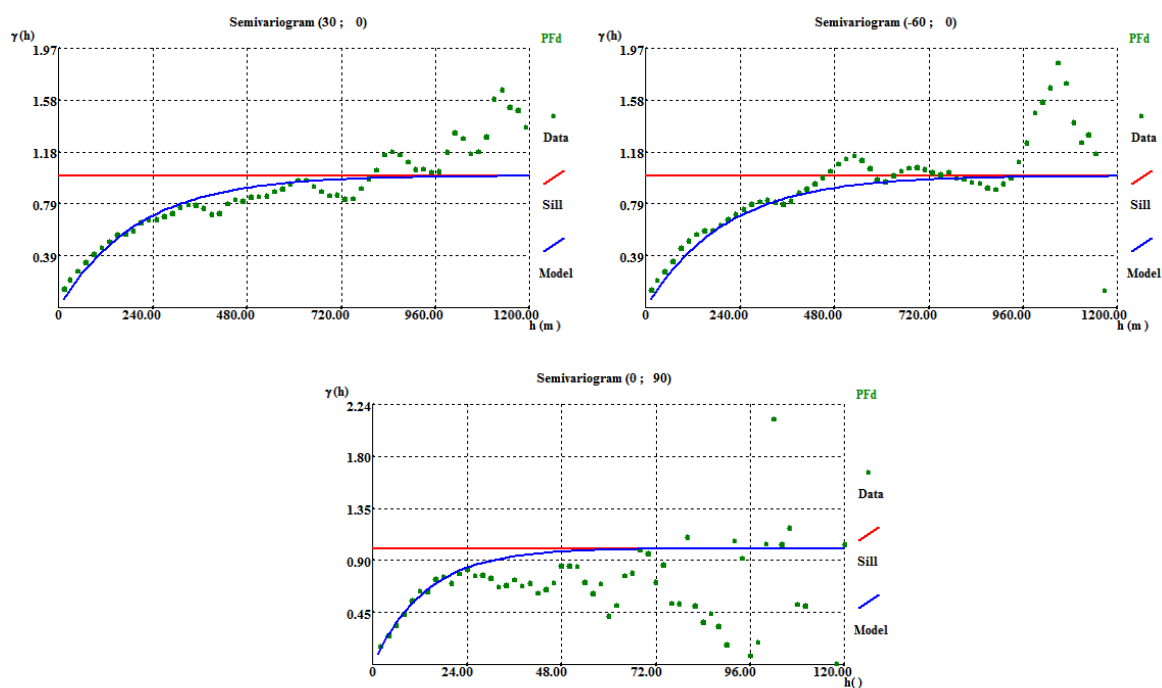 Semivariogram (30 ; 0)
γ (h)
PFd
1.97
1.58
1.18
0.79
0.39
0
240.00
480.00
720.00
960.00
1200.00
h (m )
Data
Sill
Model
Semivariogram (-60 ; 0)
γ (h)
PFd
1.97
1.58
1.18
0.79
0.39
0
240.00
480.00
720.00
960.00
1200.00
h (m )
Data
Sill
Model
Semivariogram (0 ; 90)
γ (h)
PFd
2.24
1.80
1.35
0.90
0.45
0
24.00
48.00
72.00
96.00
120.00
h( )
Data
Sill
Model